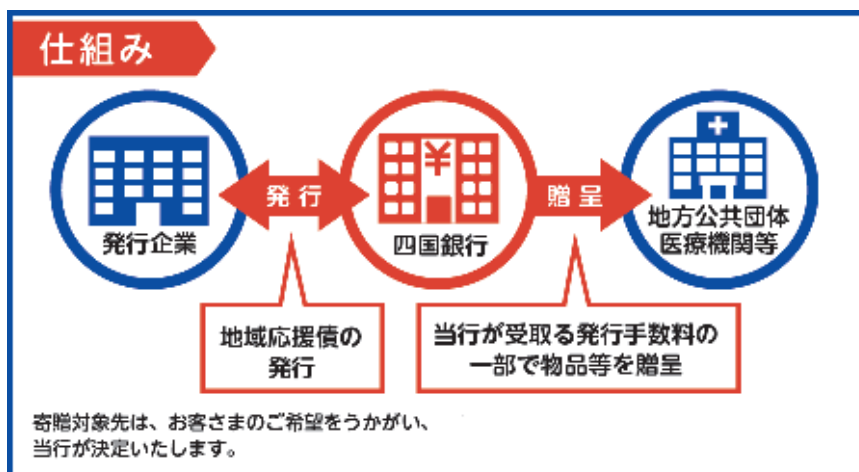 仕組み
発行企業
発行
¥
四国銀行
贈呈
地方公共団体
医療機関等
地域応援債の
発行
当行が受取る発行手数料の
一部で物品等を贈呈
寄贈対象先は、お客さまのご希望をうかがい、
当行が決定いたします。